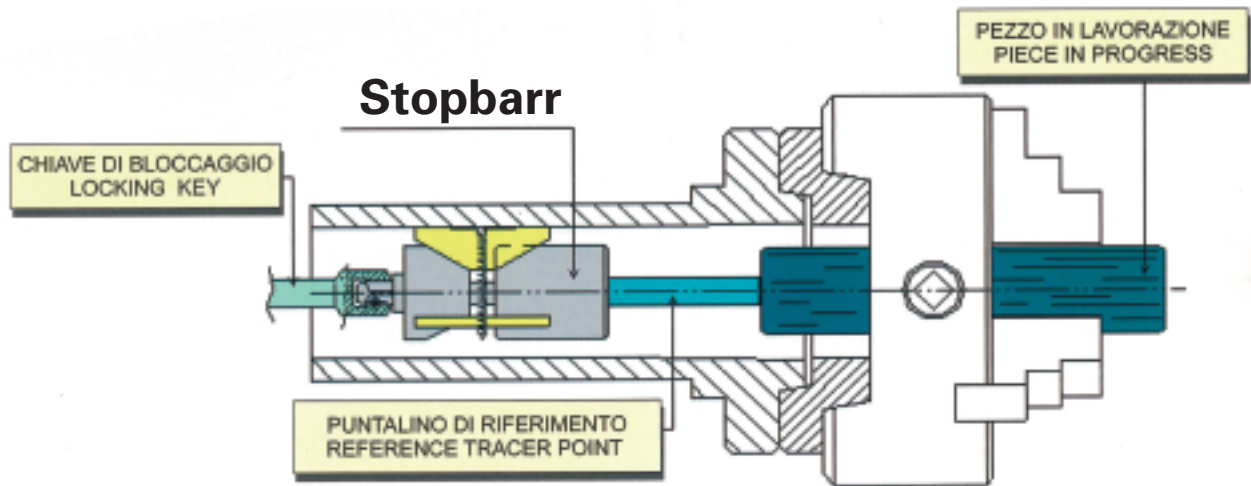 PEZZO IN LAVORAZIONE
PIECE IN PROGRESS
Stopbarr
CHIAVE DI BLOCCAGGIO
LOCKING KEY
PUNTALINO DI RIFERIMENTO
REFERENCE TRACER POINT